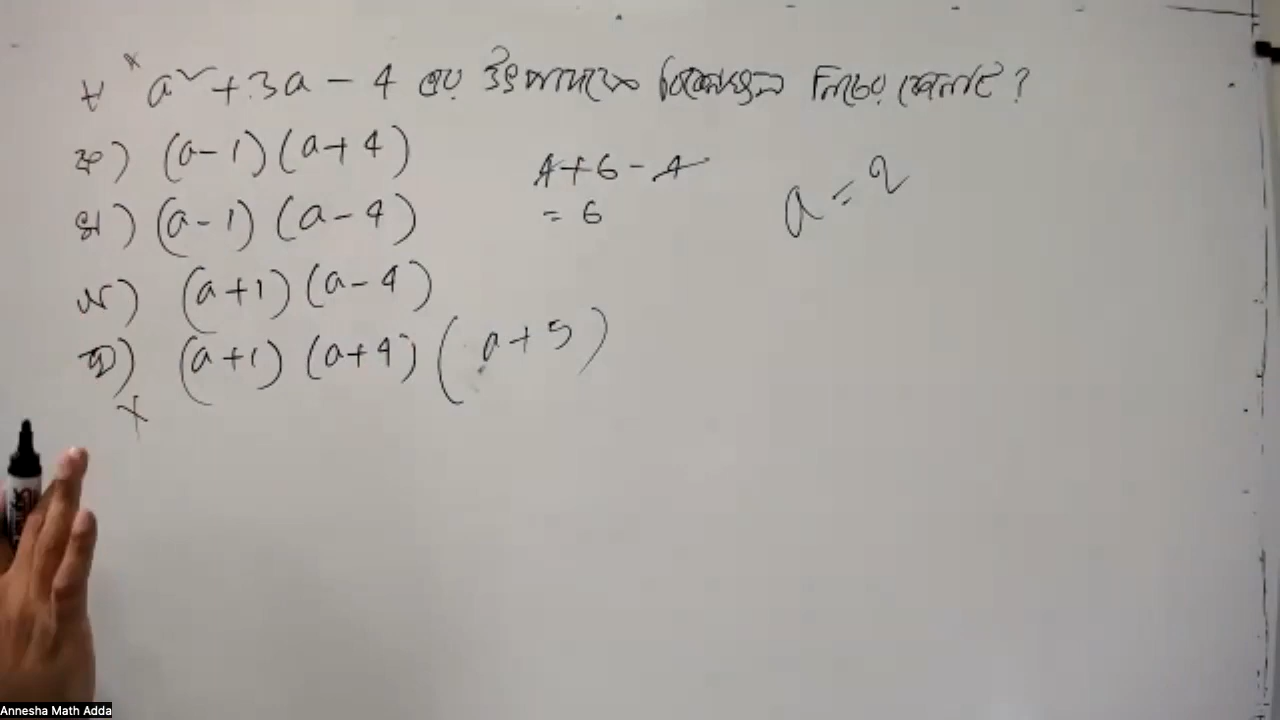 * a² + 3a - 4 এর উৎপাদকে বিশ্লেষণ নিচের কোনটি ?
ক) (a-1) (a+4)
খ) (a-1) (a-4)
গ) (a+1) (a-4)
ঘ) (a+1) (a+4) (a+5)
x
4+6-4
= 6
a = 2
Annesha Math Adda